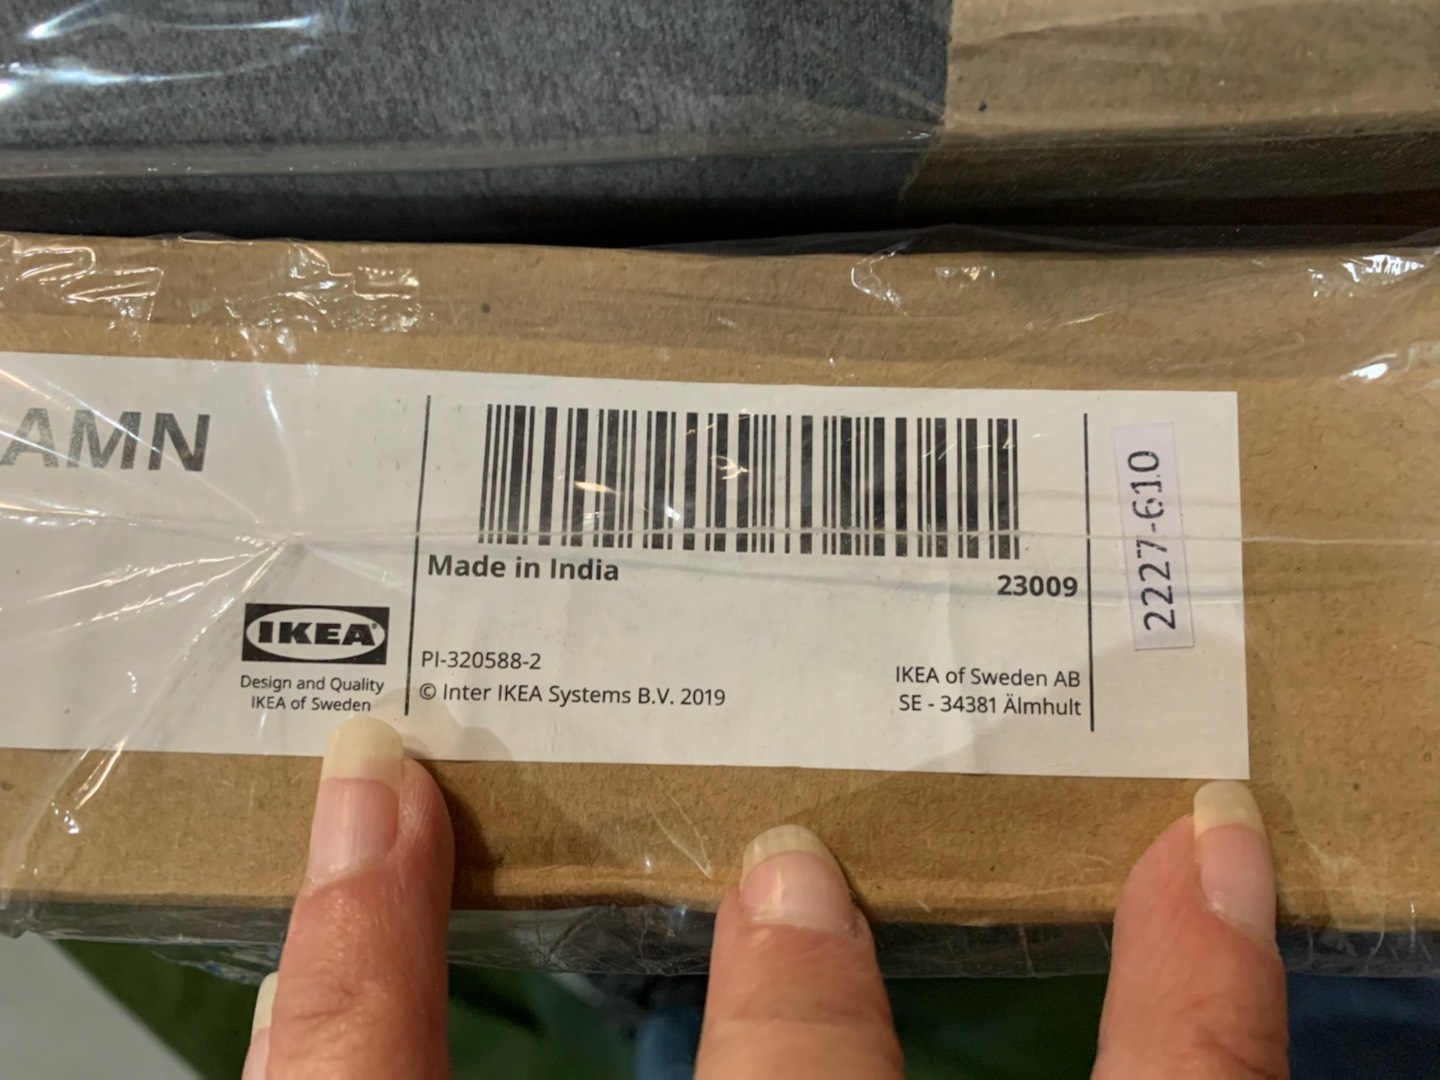 AMN
IKEA
Design and Quality
IKEA of Sweden
Made in India
23009
PI-320588-2
© Inter IKEA Systems B.V. 2019
IKEA of Sweden AB
SE - 34381 Älmhult
2227-610